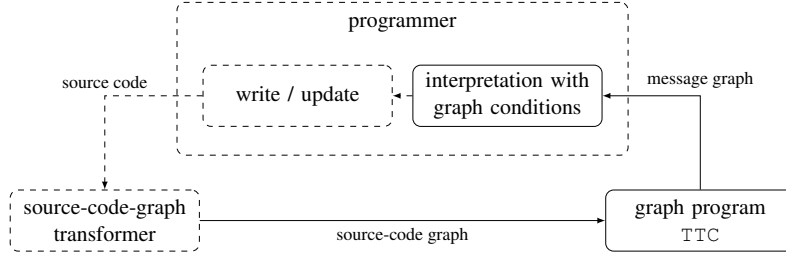 programmer
source code
write / update
interpretation with
graph conditions
message graph
source-code-graph
transformer
source-code graph
graph program
TTC